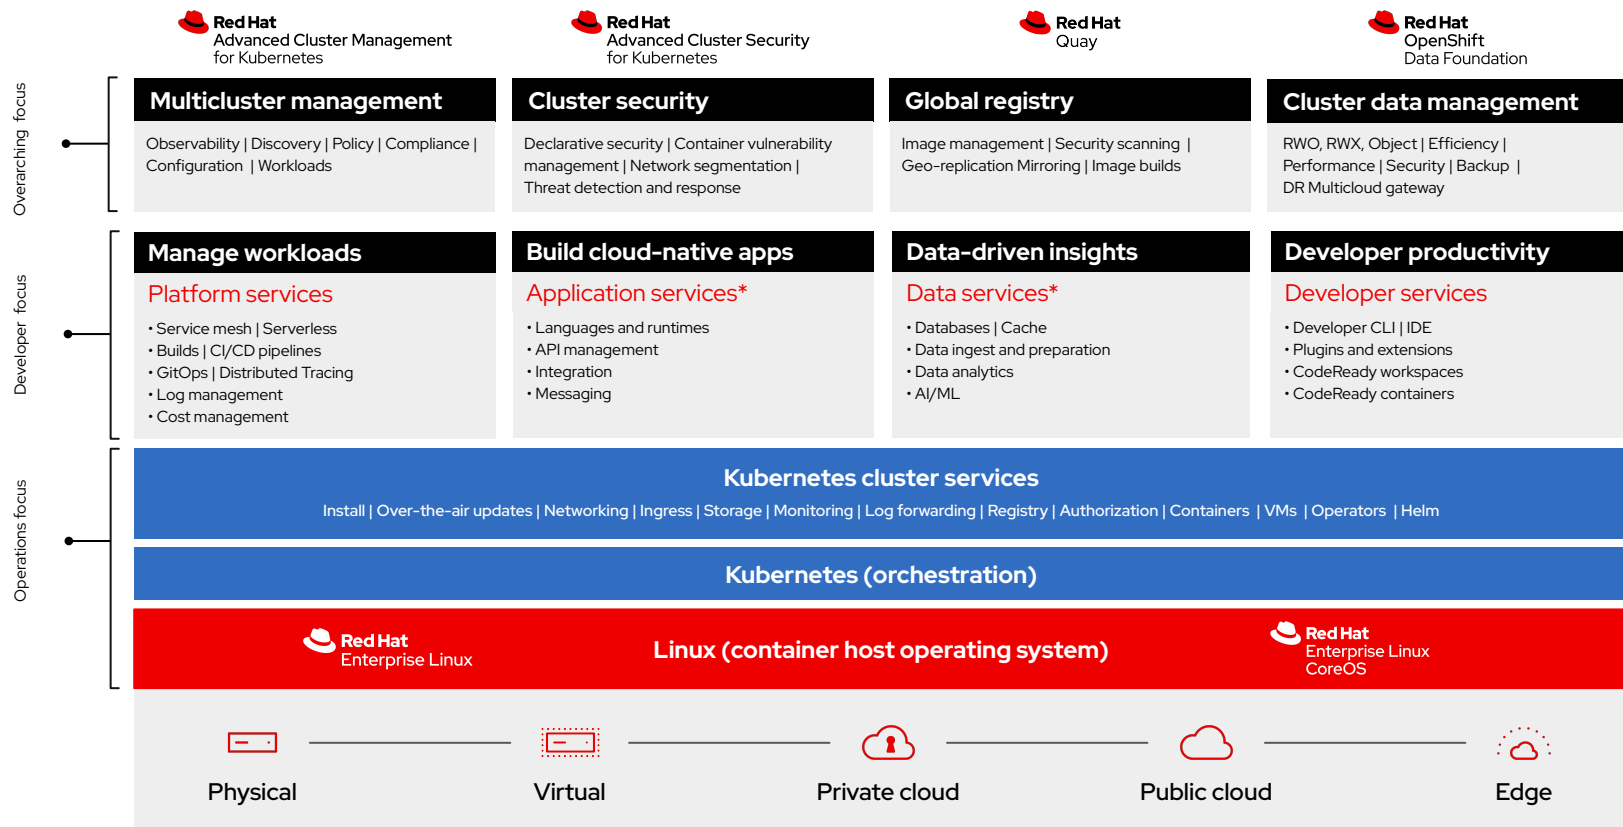 Red Hat
Advanced Cluster Management
for Kubernetes
Red Hat
Advanced Cluster Security
for Kubernetes
Red Hat
Quay
Red Hat
OpenShift
Data Foundation
Overarching focus
Multicluster management
Observability | Discovery | Policy | Compliance |
Configuration | Workloads
Cluster security
Declarative security | Container vulnerability
management | Network segmentation |
Threat detection and response
Global registry
Image management | Security scanning |
Geo-replication Mirroring | Image builds
Cluster data management
RWO, RWX, Object | Efficiency |
Performance | Security | Backup |
DR Multicloud gateway
Developer focus
Manage workloads
Platform services
• Service mesh | Serverless
• Builds | CI/CD pipelines
• GitOps | Distributed Tracing
• Log management
• Cost management
Build cloud-native apps
Application services*
• Languages and runtimes
• API management
• Integration
• Messaging
Data-driven insights
Data services*
• Databases | Cache
• Data ingest and preparation
• Data analytics
• AI/ML
Developer productivity
Developer services
• Developer CLI | IDE
• Plugins and extensions
• CodeReady workspaces
• CodeReady containers
Operations focus
Kubernetes cluster services
Install | Over-the-air updates | Networking | Ingress | Storage | Monitoring | Log forwarding | Registry | Authorization | Containers | VMs | Operators | Helm
Kubernetes (orchestration)
Red Hat
Enterprise Linux
Linux (container host operating system)
Red Hat
Enterprise Linux
CoreOS
Physical
Virtual
Private cloud
Public cloud
Edge